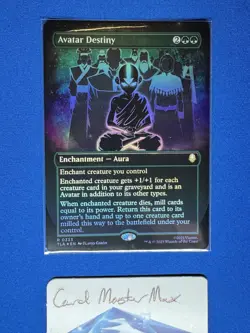 Avatar Destiny 2
Enchantment — Aura
Enchant creature you control
Enchanted creature gets +1/+1 for each
creature card in your graveyard and is an
Avatar in addition to its other types.
When enchanted creature dies, mill cards
equal to its power. Return this card to its
owner's hand and up to one creature card
milled this way to the battlefield under your
control.
Card Master Max